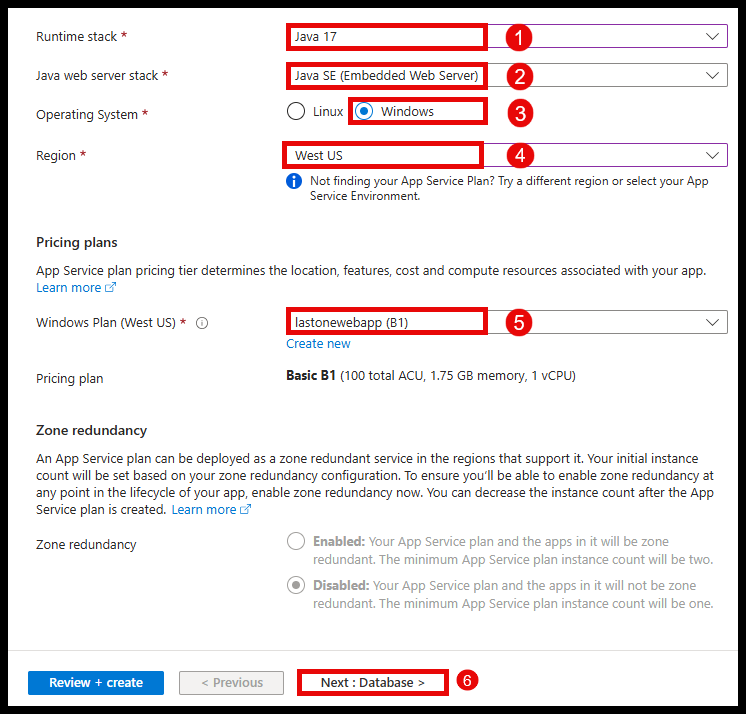 Runtime stack *
Java 17
1
Java web server stack *
Java SE (Embedded Web Server)
2
Operating System *
Linux
Windows
3
Region *
West US
4
Not finding your App Service Plan? Try a different region or select your App
Service Environment.
Pricing plans
App Service plan pricing tier determines the location, features, cost and compute resources associated with your app.
Learn more
Windows Plan (West US) *
lastonewebapp (B1)
5
Create new
Pricing plan
Basic B1 (100 total ACU, 1.75 GB memory, 1 vCPU)
Zone redundancy
An App Service plan can be deployed as a zone redundant service in the regions that support it. Your initial instance
count will be set based on your zone redundancy configuration. To ensure you'll be able to enable zone redundancy at
any point in the lifecycle of your app, enable zone redundancy now. You can decrease the instance count after the App
Service plan is created. Learn more
Zone redundancy
Enabled: Your App Service plan and the apps in it will be zone
redundant. The minimum App Service plan instance count will be two.
Disabled: Your App Service plan and the apps in it will not be zone
redundant. The minimum App Service plan instance count will be one.
Review + create
< Previous
Next : Database >
6